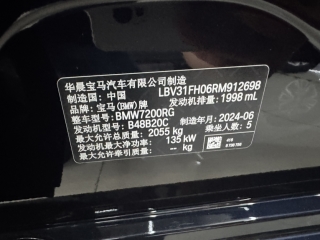 华晨宝马汽车有限公司制造
制造国：中国 LBV31FH06RM912698
品牌：宝马(BMW)牌 发动机排量：1998 mL
整车型号：BMW7200RG
发动机型号：B48B20C 制造年月：2024-06
最大允许总质量：2055 kg 乘坐人数：5
发动机最大净功率：135 kW
最大允许牵引质量：-- kg